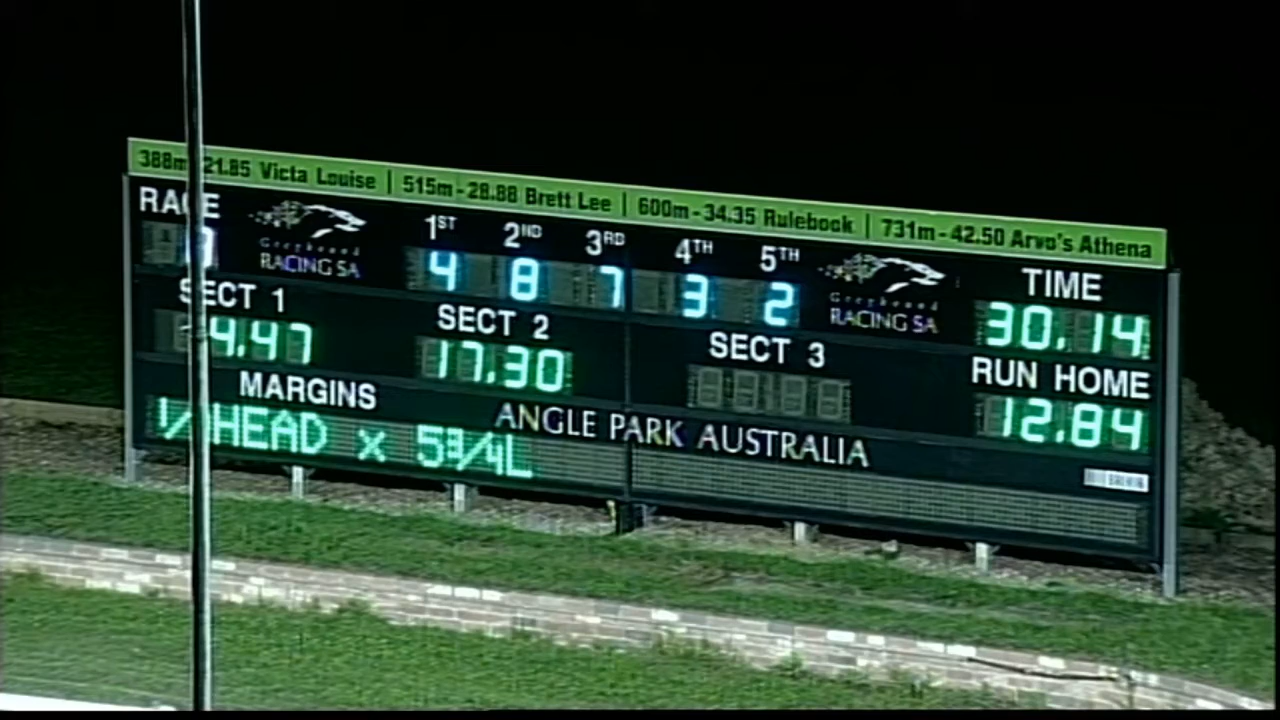 388m-21.85 Victa Louise | 515m-28.88 Brett Lee | 600m-34.35 Rulebook | 731m-42.50 Arvo's Athena
RACE
Greyhound
RACING SA
1ST 2ND 3RD 4TH 5TH
4 8 7 3 2
Greyhound
RACING SA
TIME
30.14
SECT 1
4.47
SECT 2
17.30
SECT 3
RUN HOME
12.84
MARGINS
HEAD x 5 3/4L
ANGLE PARK AUSTRALIA